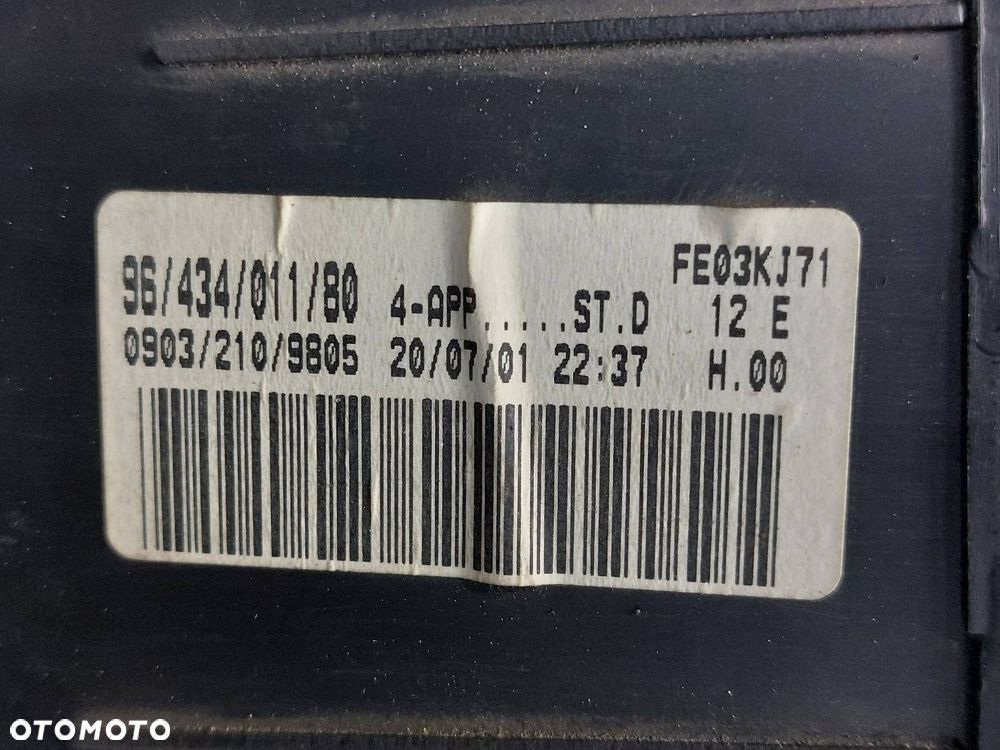 FE03KJ71
96/434/011/80 4-APP.....ST.D 12 E
0903/210/9805 20/07/01 22:37 H.00
OTOMOTO